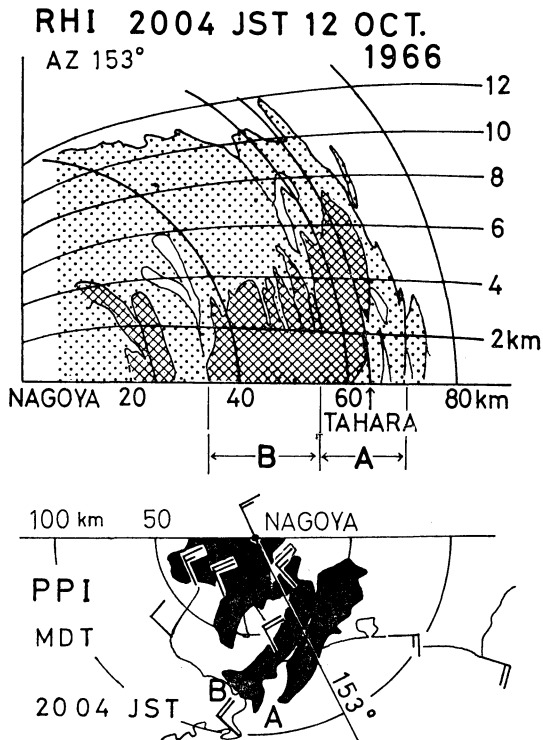 RHI 2004 JST 12 OCT.
AZ 153° 1966
12
10
8
6
4
2km
NAGOYA 20 40 60 80km
TAHARA
B A
100 km 50 NAGOYA
PPI
MDT
153°
B
2004 JST A